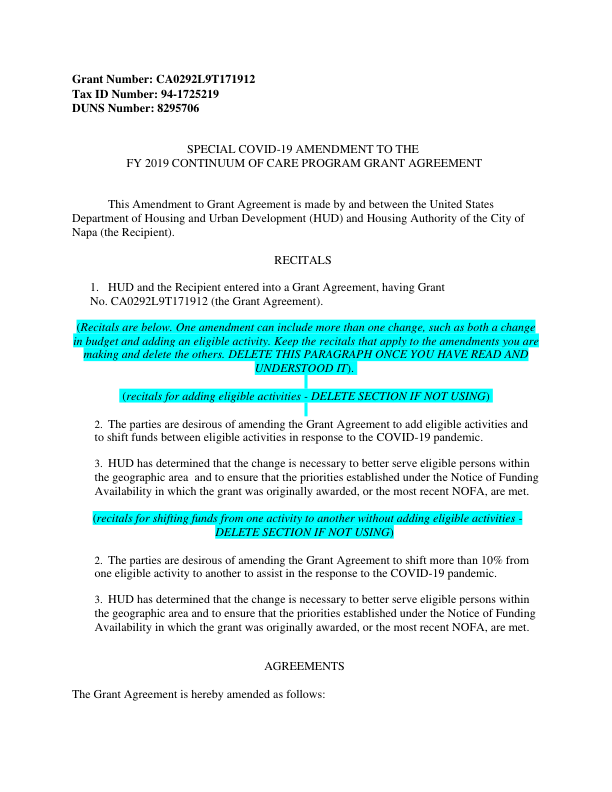 Grant Number: CA0292L9T171912
Tax ID Number: 94-1725219
DUNS Number: 8295706
SPECIAL COVID-19 AMENDMENT TO THE
FY 2019 CONTINUUM OF CARE PROGRAM GRANT AGREEMENT
This Amendment to Grant Agreement is made by and between the United States
Department of Housing and Urban Development (HUD) and Housing Authority of the City of
Napa (the Recipient).
RECITALS
1. HUD and the Recipient entered into a Grant Agreement, having Grant
No. CA0292L9T171912 (the Grant Agreement).
(Recitals are below. One amendment can include more than one change, such as both a change
in budget and adding an eligible activity. Keep the recitals that apply to the amendments you are
making and delete the others. DELETE THIS PARAGRAPH ONCE YOU HAVE READ AND
UNDERSTOOD IT).
(recitals for adding eligible activities - DELETE SECTION IF NOT USING)
2. The parties are desirous of amending the Grant Agreement to add eligible activities and
to shift funds between eligible activities in response to the COVID-19 pandemic.
3. HUD has determined that the change is necessary to better serve eligible persons within
the geographic area and to ensure that the priorities established under the Notice of Funding
Availability in which the grant was originally awarded, or the most recent NOFA, are met.
(recitals for shifting funds from one activity to another without adding eligible activities -
DELETE SECTION IF NOT USING)
2. The parties are desirous of amending the Grant Agreement to shift more than 10% from
one eligible activity to another to assist in the response to the COVID-19 pandemic.
3. HUD has determined that the change is necessary to better serve eligible persons within
the geographic area and to ensure that the priorities established under the Notice of Funding
Availability in which the grant was originally awarded, or the most recent NOFA, are met.
AGREEMENTS
The Grant Agreement is hereby amended as follows: